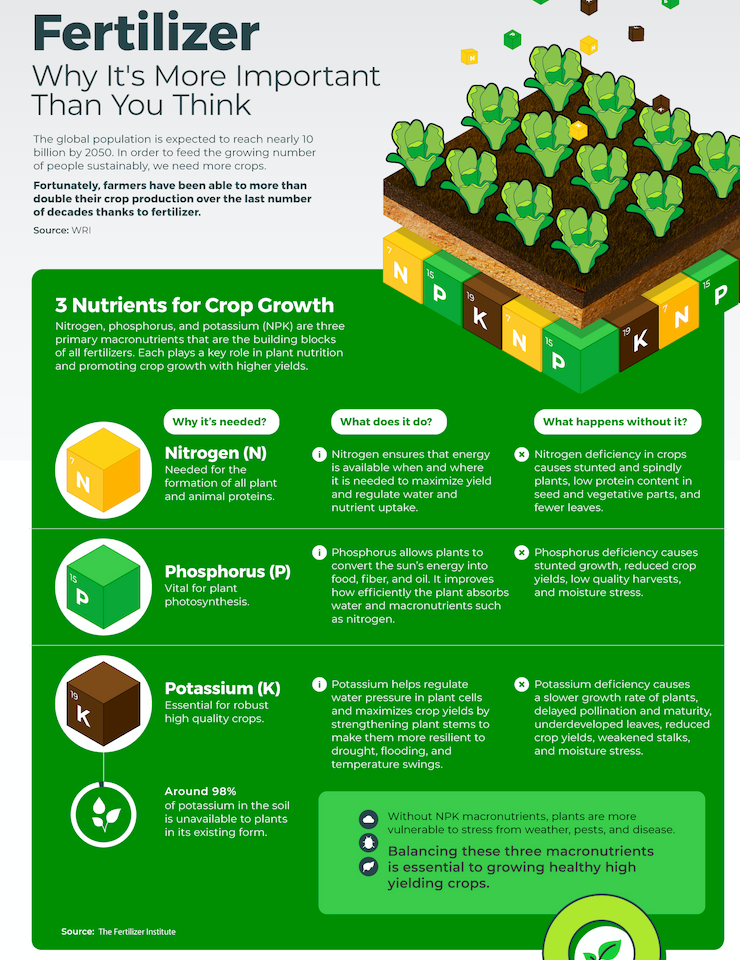 Fertilizer
Why It's More Important
Than You Think
The global population is expected to reach nearly 10
billion by 2050. In order to feed the growing number
of people sustainably, we need more crops.
Fortunately, farmers have been able to more than
double their crop production over the last number
of decades thanks to fertilizer.
Source: WRI
N
N
7
N
15
P
19
K
7
N
15
P
19
K
7
N
15
P
3 Nutrients for Crop Growth
Nitrogen, phosphorus, and potassium (NPK) are three
primary macronutrients that are the building blocks
of all fertilizers. Each plays a key role in plant nutrition
and promoting crop growth with higher yields.
Why it's needed?
What does it do?
What happens without it?
7
N
Nitrogen (N)
Needed for the
formation of all plant
and animal proteins.
i
Nitrogen ensures that energy
is available when and where
it is needed to maximize yield
and regulate water and
nutrient uptake.
Nitrogen deficiency in crops
causes stunted and spindly
plants, low protein content in
seed and vegetative parts, and
fewer leaves.
15
P
Phosphorus (P)
Vital for plant
photosynthesis.
i
Phosphorus allows plants to
convert the sun's energy into
food, fiber, and oil. It improves
how efficiently the plant absorbs
water and macronutrients such
as nitrogen.
Phosphorus deficiency causes
stunted growth, reduced crop
yields, low quality harvests,
and moisture stress.
19
K
Potassium (K)
Essential for robust
high quality crops.
i
Potassium helps regulate
water pressure in plant cells
and maximizes crop yields by
strengthening plant stems to
make them more resilient to
drought, flooding, and
temperature swings.
Potassium deficiency causes
a slower growth rate of plants,
delayed pollination and maturity,
underdeveloped leaves, reduced
crop yields, weakened stalks,
and moisture stress.
Around 98%
of potassium in the soil
is unavailable to plants
in its existing form.
Without NPK macronutrients, plants are more
vulnerable to stress from weather, pests, and disease.
Balancing these three macronutrients
is essential to growing healthy high
yielding crops.
Source: The Fertilizer Institute